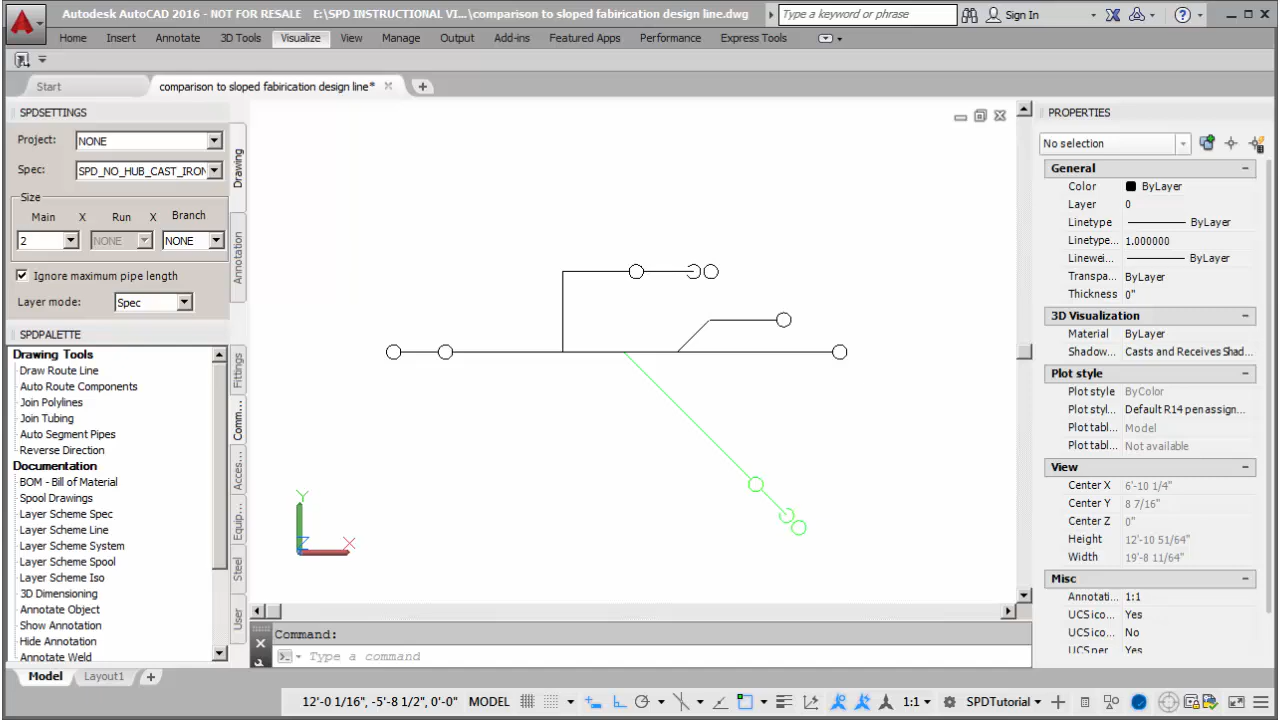 Autodesk AutoCAD 2016 - NOT FOR RESALE E:\SPD INSTRUCTIONAL VI...\comparison to sloped fabirication design line.dwg
Type a keyword or phrase
Sign In
Home Insert Annotate 3D Tools Visualize View Manage Output Add-ins Featured Apps Performance Express Tools
Start
comparison to sloped fabirication design line*
SPDSETTINGS
Project: NONE
Spec: SPD_NO_HUB_CAST_IRON
Size
Main X Run X Branch
2 NONE NONE
Ignore maximum pipe length
Layer mode: Spec
SPDPALETTE
Drawing Tools
Draw Route Line
Auto Route Components
Join Polylines
Join Tubing
Auto Segment Pipes
Reverse Direction
Documentation
BOM - Bill of Material
Spool Drawings
Layer Scheme Spec
Layer Scheme Line
Layer Scheme System
Layer Scheme Spool
Layer Scheme Iso
3D Dimensioning
Annotate Object
Show Annotation
Hide Annotation
Annotate Weld
Drawing
Annotation
Fittings
Comm...
Acces...
Equip...
Steel
User
Y
X
Z
Command:
Type a command
PROPERTIES
No selection
General
Color ByLayer
Layer 0
Linetype ByLayer
Linetype... 1.000000
Linewei... ByLayer
Transpa... ByLayer
Thickness 0"
3D Visualization
Material ByLayer
Shadow... Casts and Receives Shad...
Plot style
Plot style ByColor
Plot styl... Default R14 pen assign...
Plot tabl... Model
Plot tabl... Not available
View
Center X 6'-10 1/4"
Center Y 8 7/16"
Center Z 0"
Height 12'-10 51/64"
Width 19'-8 11/64"
Misc
Annotati... 1:1
UCS ico... Yes
UCS ico... No
UCS per... Yes
Model Layout1
12'-0 1/16", -5'-8 1/2", 0'-0" MODEL 1:1 SPDTutorial